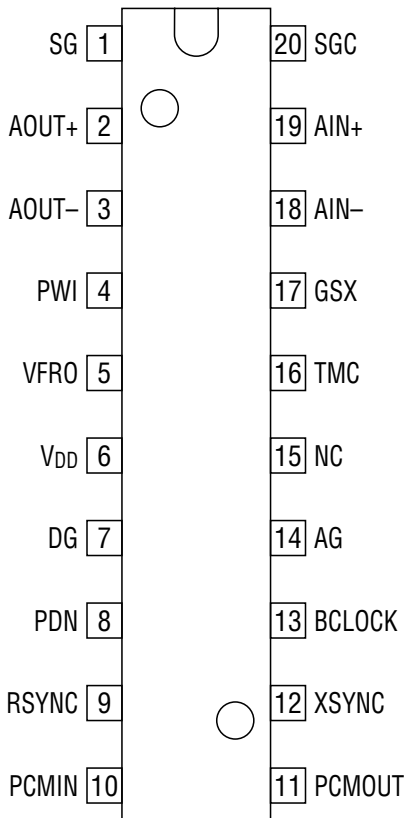 SG 1 20 SGC
AOUT+ 2 19 AIN+
AOUT– 3 18 AIN–
PWI 4 17 GSX
VFRO 5 16 TMC
VDD 6 15 NC
DG 7 14 AG
PDN 8 13 BCLOCK
RSYNC 9 12 XSYNC
PCMIN 10 11 PCMOUT